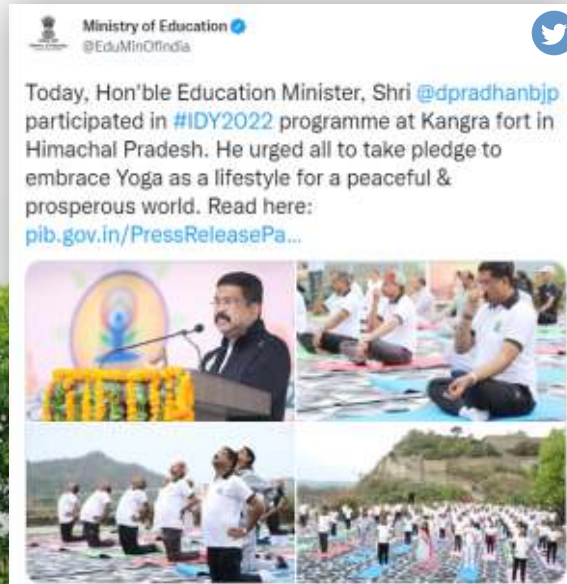 Ministry of Education
@EduMinOfIndia
Today, Hon'ble Education Minister, Shri @dpradhanbjp
participated in #IDY2022 programme at Kangra fort in
Himachal Pradesh. He urged all to take pledge to
embrace Yoga as a lifestyle for a peaceful &
prosperous world. Read here:
pib.gov.in/PressReleasePa...